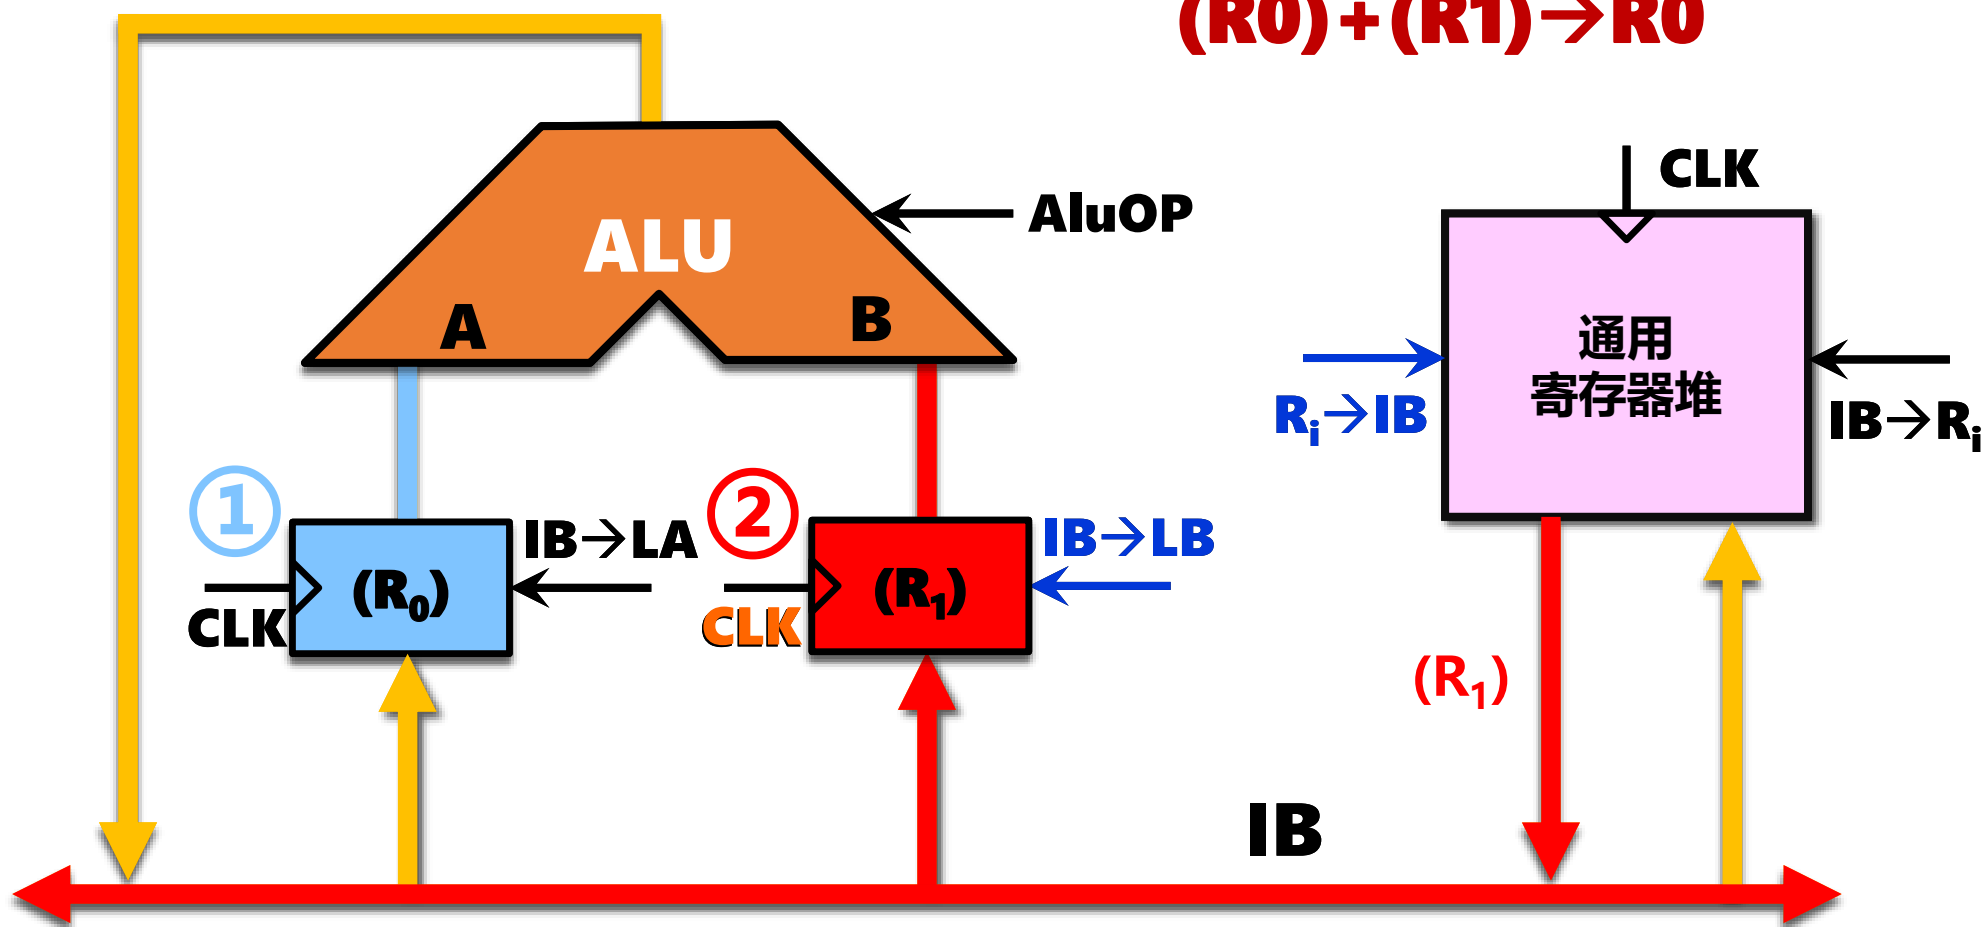 (R0)+(R1)→R0
CLK
AluOP
ALU
A
B
通用
寄存器堆
Ri→IB
IB→Ri
①
②
IB→LA
IB→LB
(R0)
(R1)
CLK
CLK
(R1)
IB